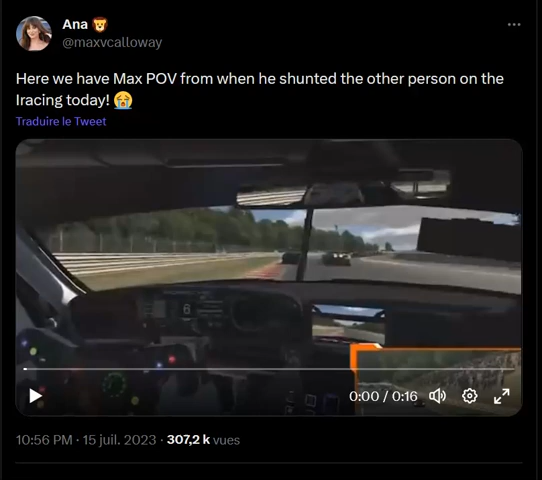 Ana 🦁
@maxvcalloway
Here we have Max POV from when he shunted the other person on the
Iracing today! 😭
Traduire le Tweet
6
0:00 / 0:16
10:56 PM · 15 juil. 2023 · 307,2 k vues